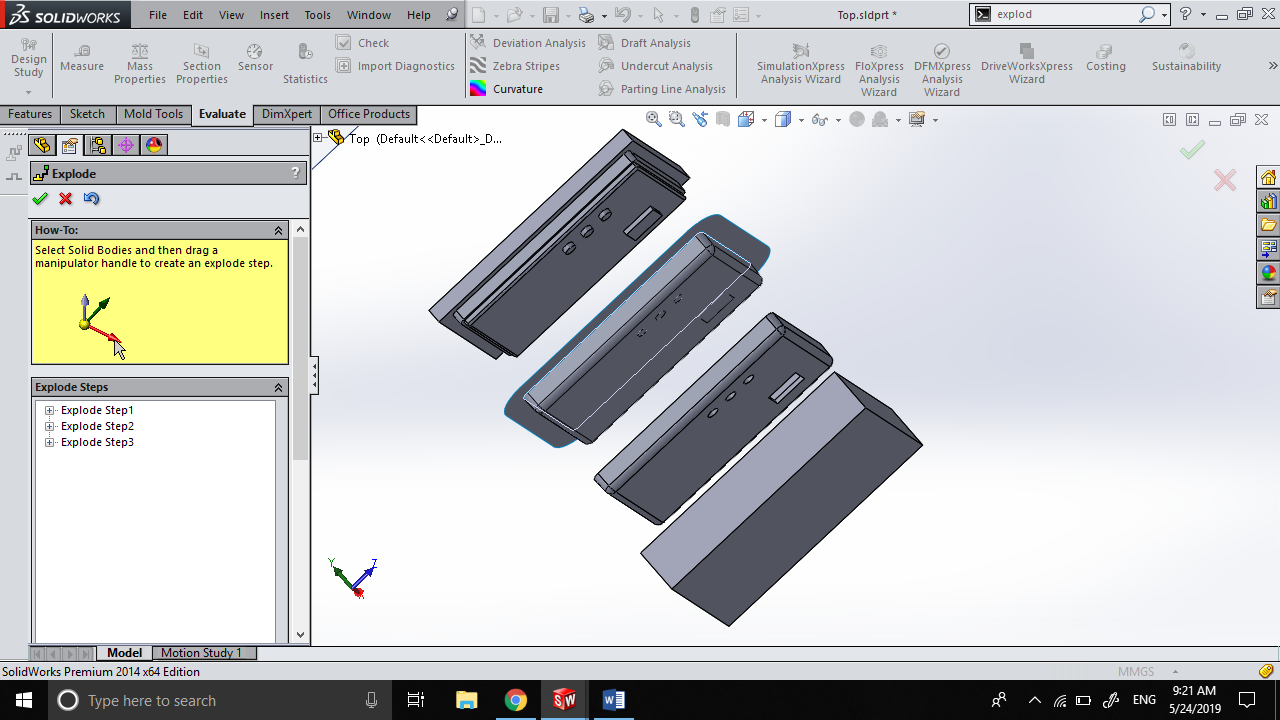 SOLIDWORKS File Edit View Insert Tools Window Help Top.sldprt * explod
Design Study
Measure
Mass Properties
Section Properties
Sensor
Statistics
Check
Import Diagnostics
Deviation Analysis
Zebra Stripes
Curvature
Draft Analysis
Undercut Analysis
Parting Line Analysis
SimulationXpress Analysis Wizard
FloXpress Analysis Wizard
DFMXpress Analysis Wizard
DriveWorksXpress Wizard
Costing
Sustainability
Features Sketch Mold Tools Evaluate DimXpert Office Products
Top (Default<<Default>_D...
Explode ?
How-To:
Select Solid Bodies and then drag a
manipulator handle to create an explode step.
Explode Steps
Explode Step1
Explode Step2
Explode Step3
Y Z
X
Model Motion Study 1
SolidWorks Premium 2014 x64 Edition MMGS
Type here to search ENG 9:21 AM
5/24/2019